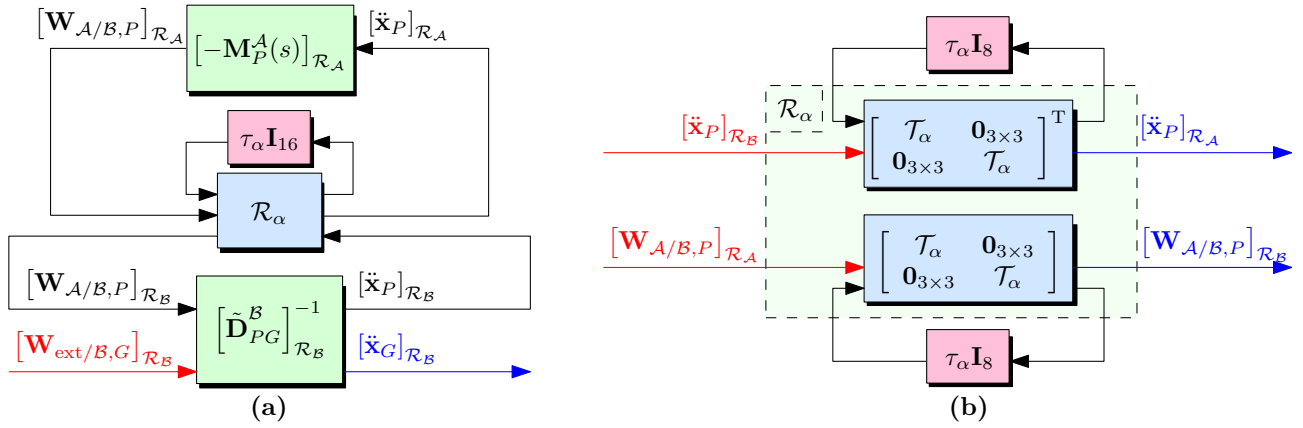 [W_{A/B,P}]_{R_A} [ẍ_P]_{R_A}
[−M_P^A(s)]_{R_A}
τ_α I_16
R_α
[W_{A/B,P}]_{R_B} [ẍ_P]_{R_B}
[D̃_{PG}^B]^{−1}_{R_B}
[W_{ext/B,G}]_{R_B} [ẍ_G]_{R_B}
(a)
τ_α I_8
R_α
[ẍ_P]_{R_B} [ T_α 0_{3×3} ]^T [ẍ_P]_{R_A}
[ 0_{3×3} T_α ]
[W_{A/B,P}]_{R_A} [ T_α 0_{3×3} ] [W_{A/B,P}]_{R_B}
[ 0_{3×3} T_α ]
τ_α I_8
(b)